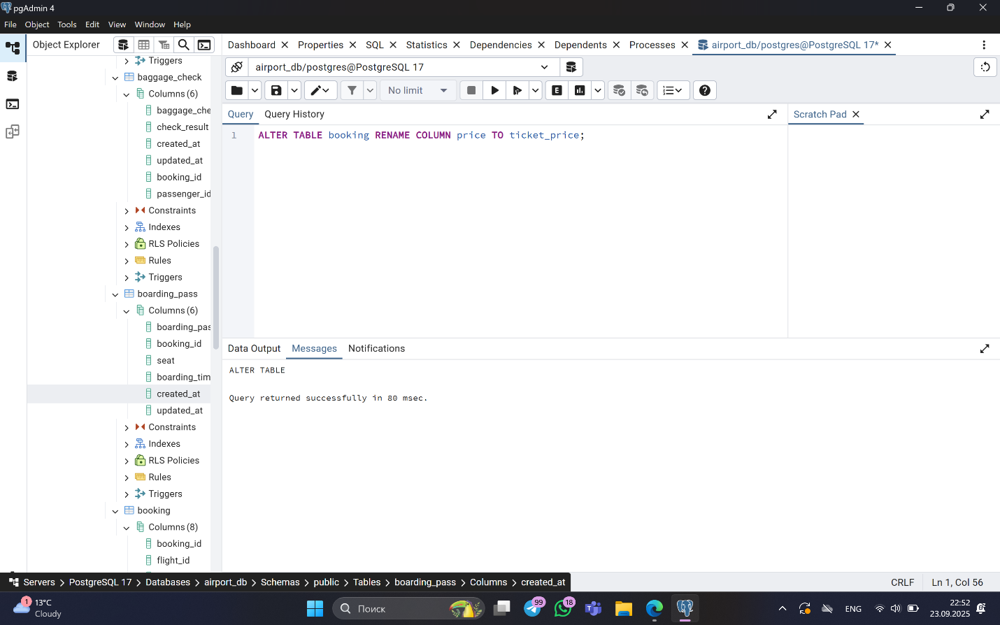 pgAdmin 4
File Object Tools Edit View Window Help
Object Explorer
Dashboard Properties SQL Statistics Dependencies Dependents Processes airport_db/postgres@PostgreSQL 17*
Triggers
baggage_check
Columns (6)
baggage_che
check_result
created_at
updated_at
booking_id
passenger_id
Constraints
Indexes
RLS Policies
Rules
Triggers
boarding_pass
Columns (6)
boarding_pas
booking_id
seat
boarding_tim
created_at
updated_at
Constraints
Indexes
RLS Policies
Rules
Triggers
booking
Columns (8)
booking_id
flight_id
airport_db/postgres@PostgreSQL 17
No limit
E
Query Query History
Scratch Pad
1 ALTER TABLE booking RENAME COLUMN price TO ticket_price;
Data Output Messages Notifications
ALTER TABLE
Query returned successfully in 80 msec.
Servers > PostgreSQL 17 > Databases > airport_db > Schemas > public > Tables > boarding_pass > Columns > created_at
CRLF Ln 1, Col 56
1
13°C
Cloudy
Поиск
99
18
ENG
22:52
23.09.2025